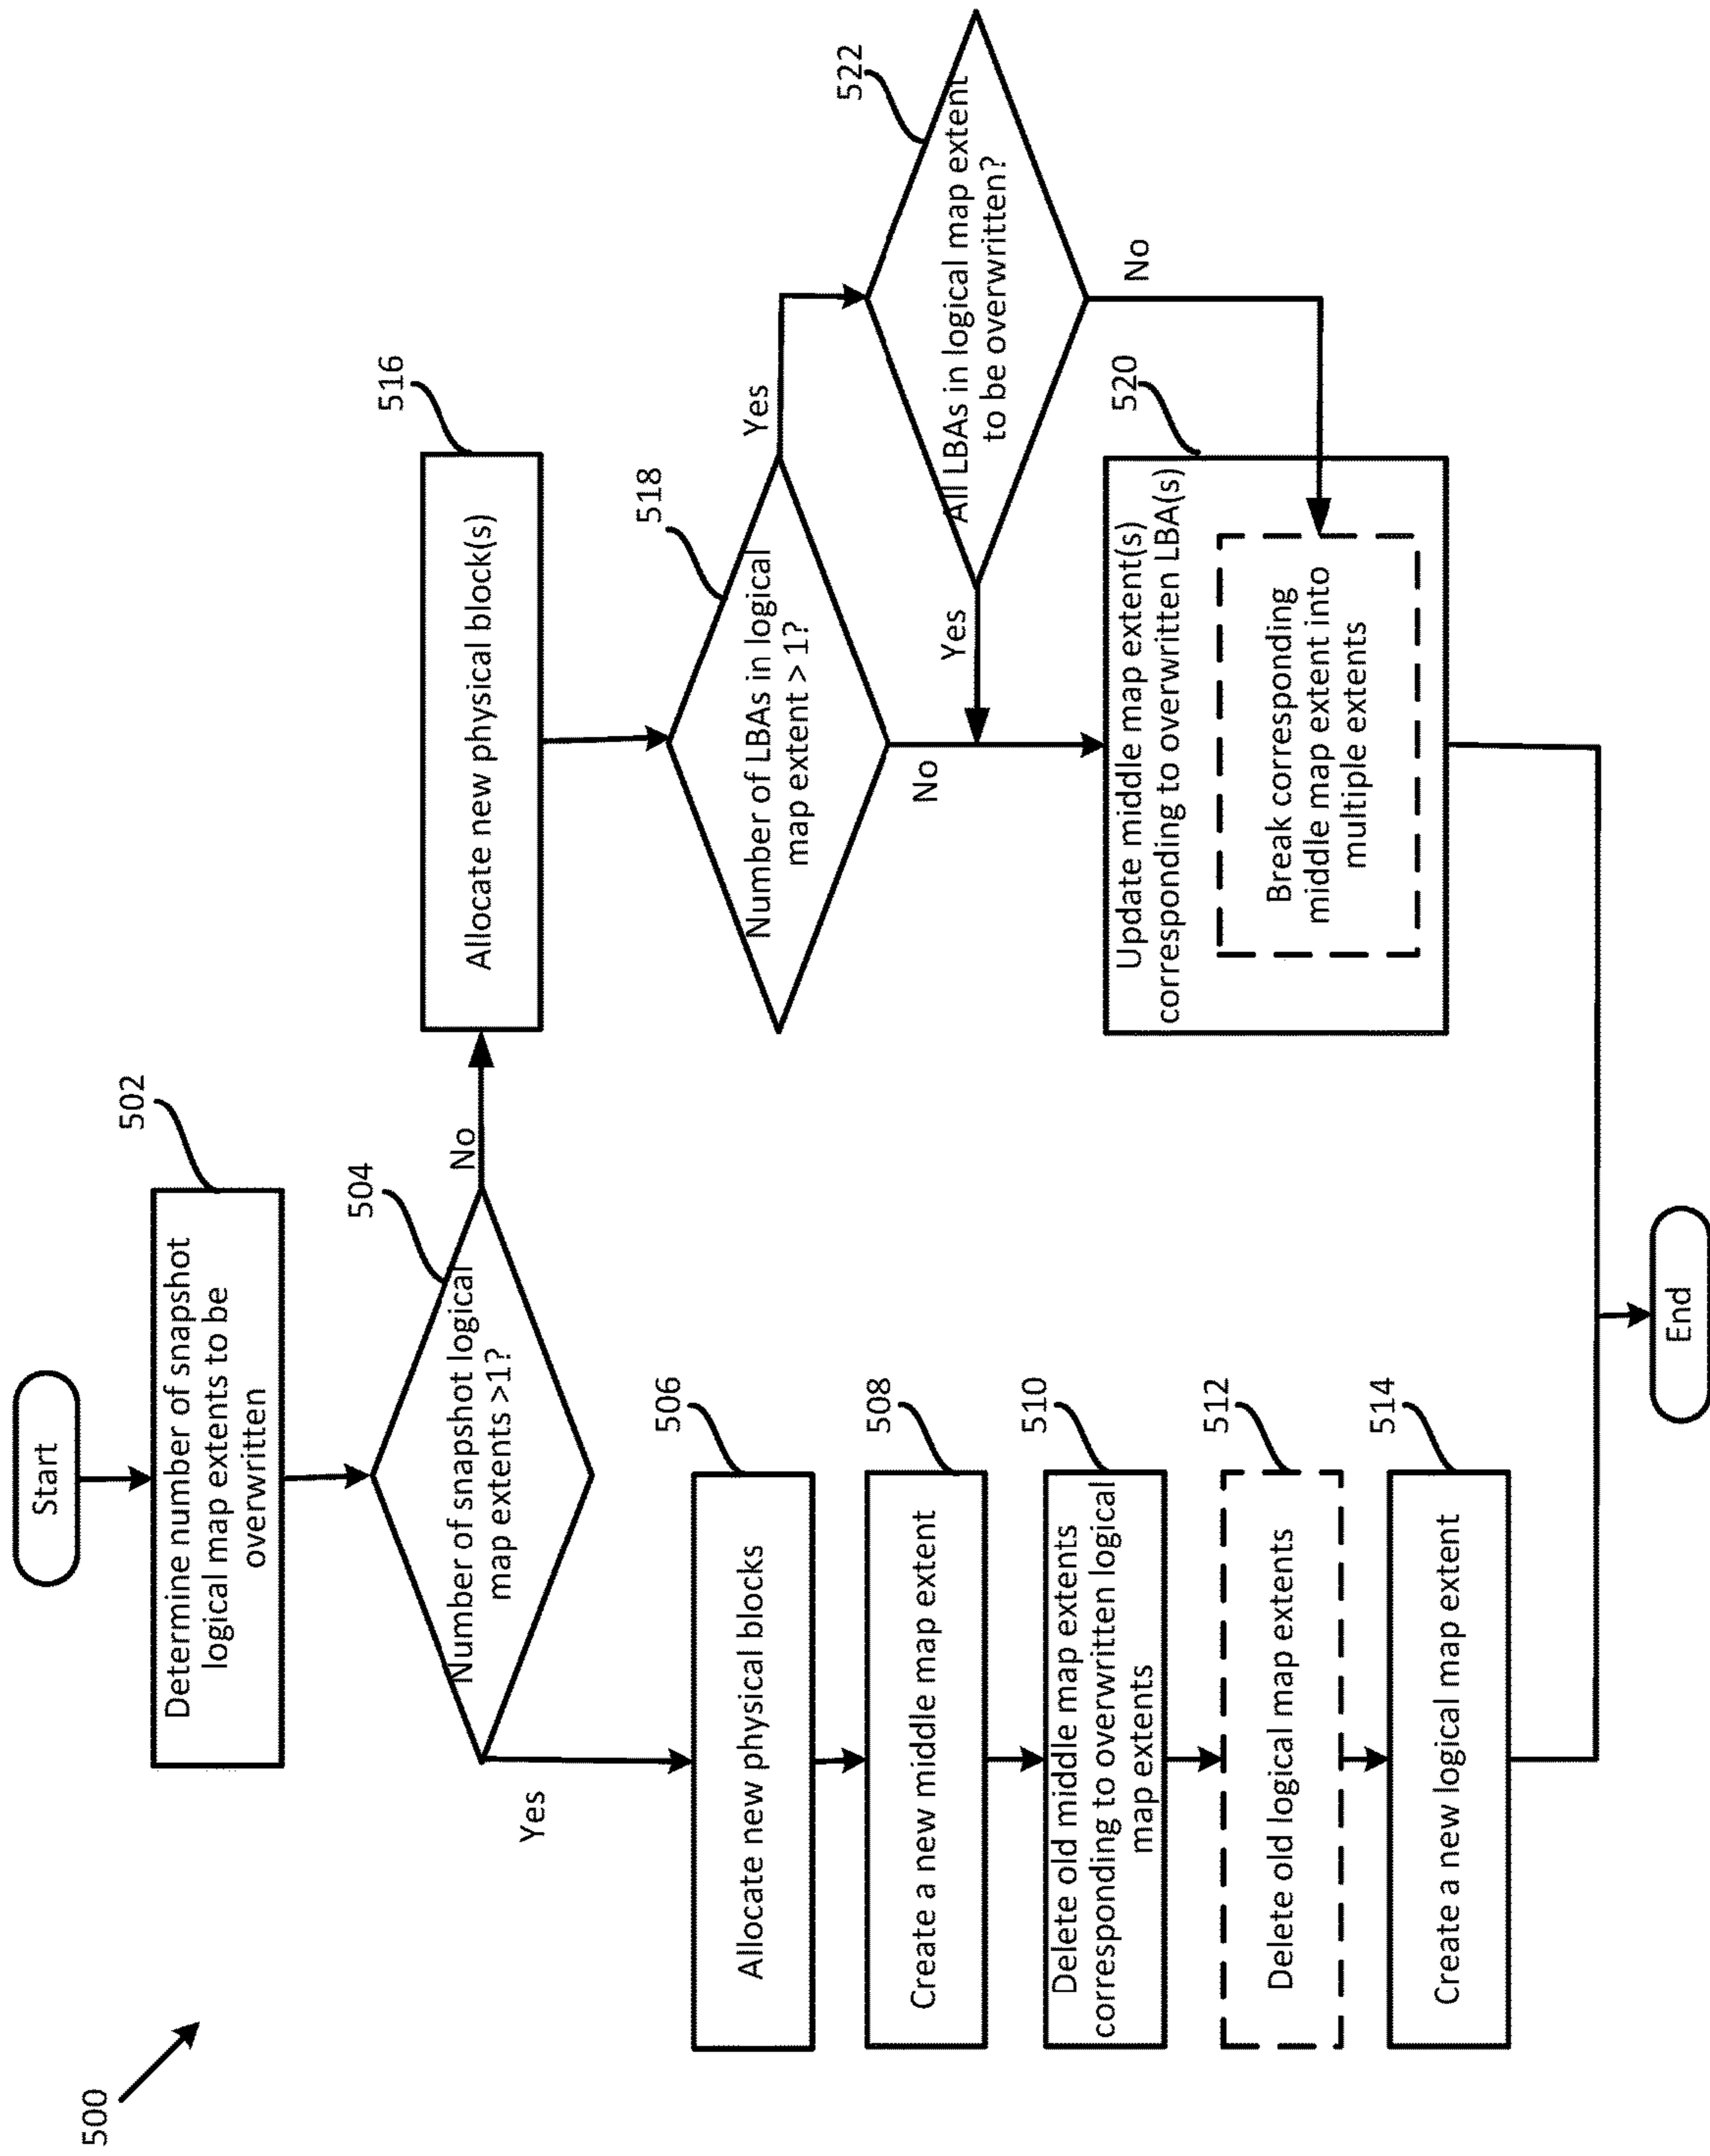 500
Start
502
Determine number of snapshot
logical map extents to be
overwritten
504
Number of snapshot logical
map extents >1?
No
Yes
506
Allocate new physical blocks
508
Create a new middle map extent
510
Delete old middle map extents
corresponding to overwritten logical
map extents
512
Delete old logical map extents
514
Create a new logical map extent
516
Allocate new physical block(s)
518
Number of LBAs in logical
map extent > 1?
Yes
No
522
All LBAs in logical map extent
to be overwritten?
Yes
No
520
Update middle map extent(s)
corresponding to overwritten LBA(s)
Break corresponding
middle map extent into
multiple extents
End